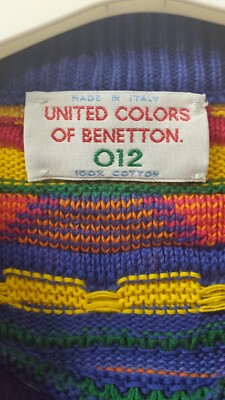 MADE IN ITALY
UNITED COLORS
OF BENETTON.
012
100% COTTON